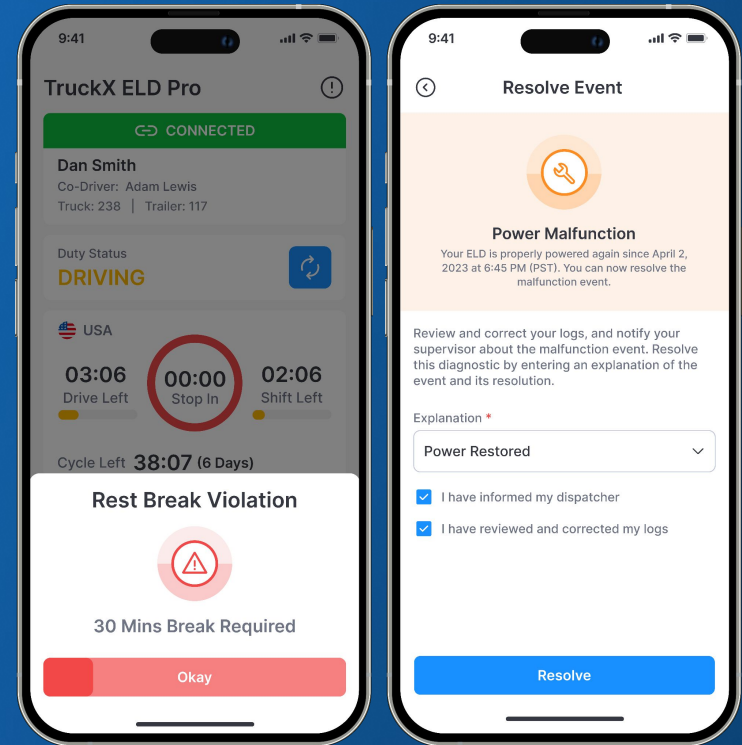 9:41
TruckX ELD Pro
CONNECTED
Dan Smith
Co-Driver: Adam Lewis
Truck: 238 | Trailer: 117
Duty Status
DRIVING
USA
03:06
Drive Left
00:00
Stop In
02:06
Shift Left
Cycle Left 38:07 (6 Days)
Rest Break Violation
30 Mins Break Required
Okay
9:41
Resolve Event
Power Malfunction
Your ELD is properly powered again since April 2,
2023 at 6:45 PM (PST). You can now resolve the
malfunction event.
Review and correct your logs, and notify your
supervisor about the malfunction event. Resolve
this diagnostic by entering an explanation of the
event and its resolution.
Explanation *
Power Restored
I have informed my dispatcher
I have reviewed and corrected my logs
Resolve